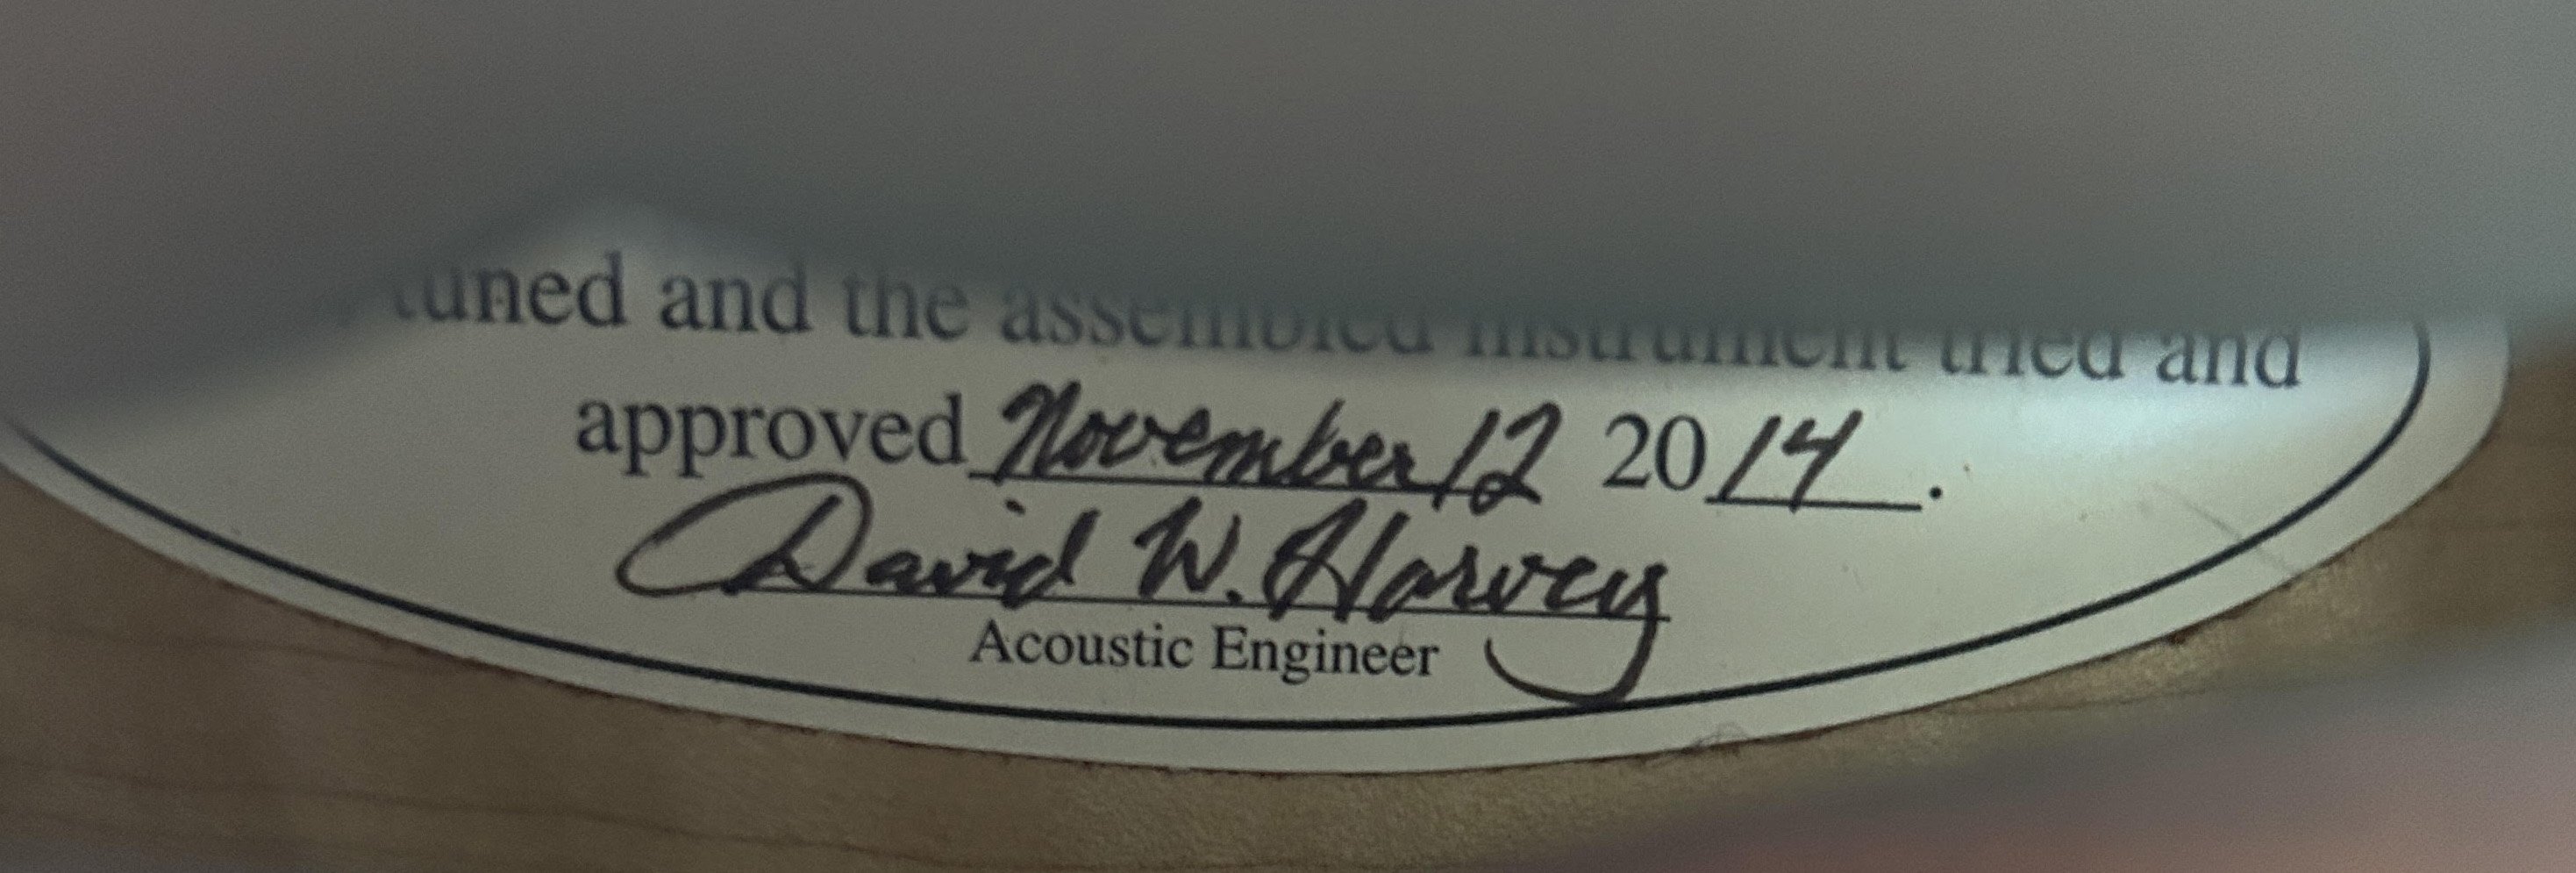 tuned and the assembled instrument tried and
approved November 12 2014.
David W. Harvey
Acoustic Engineer